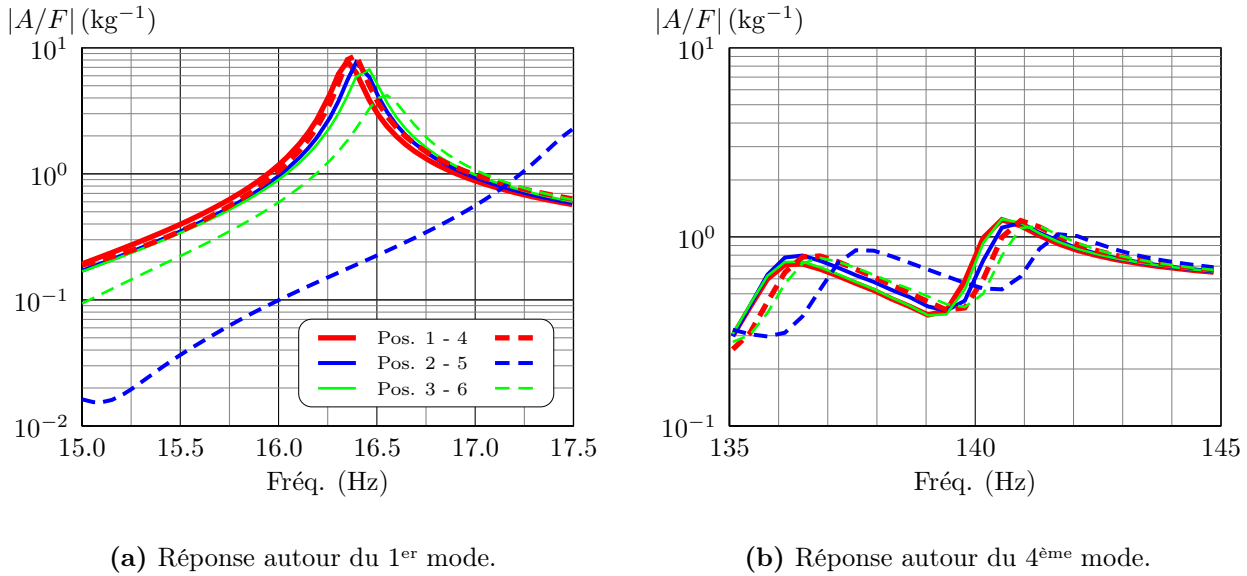 |A/F| (kg⁻¹)
10¹
10⁰
10⁻¹
10⁻²
15.0 15.5 16.0 16.5 17.0 17.5
Fréq. (Hz)
Pos. 1 - 4
Pos. 2 - 5
Pos. 3 - 6
(a) Réponse autour du 1ᵉʳ mode.
|A/F| (kg⁻¹)
10¹
10⁰
10⁻¹
135 140 145
Fréq. (Hz)
(b) Réponse autour du 4ᵉ̀ᵐᵉ mode.